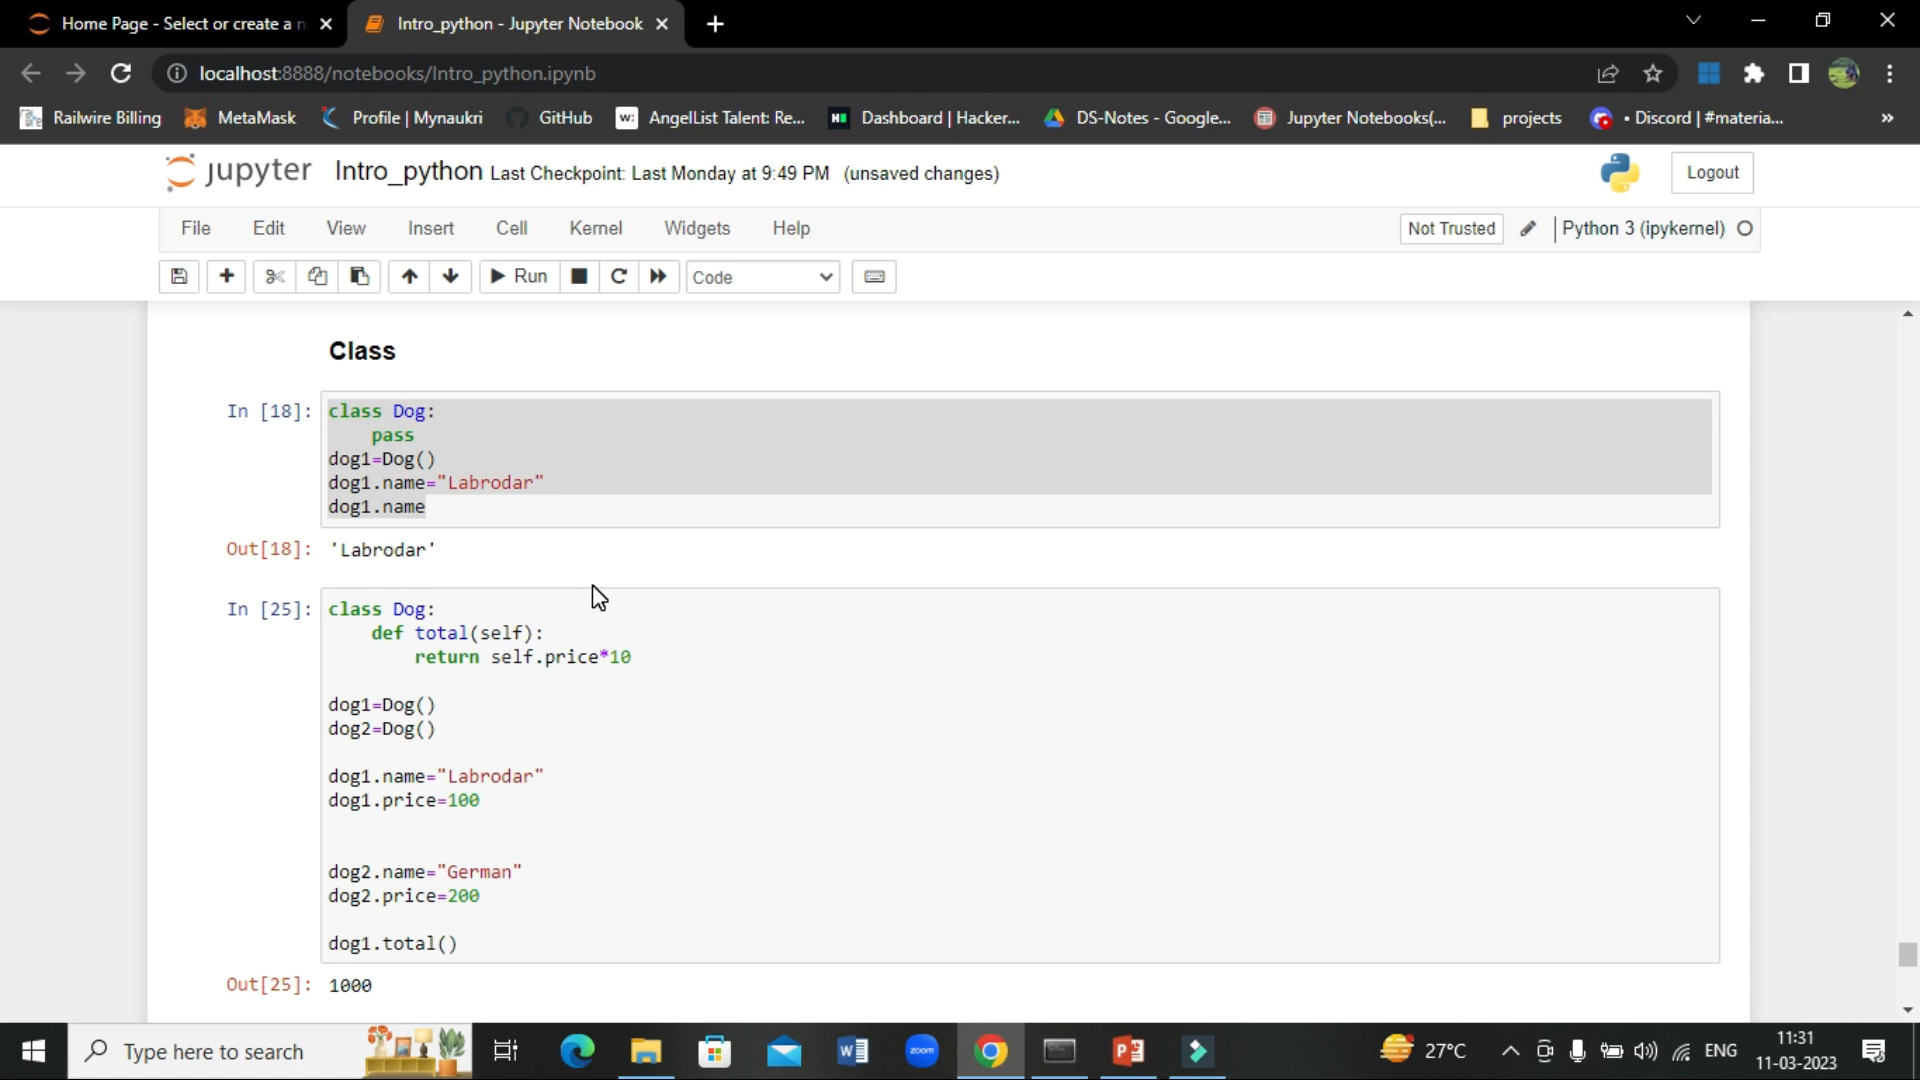 Home Page - Select or create a n
Intro_python - Jupyter Notebook
localhost:8888/notebooks/Intro_python.ipynb
Railwire Billing
MetaMask
Profile | Mynaukri
GitHub
w:
AngelList Talent: Re...
Dashboard | Hacker...
DS-Notes - Google...
Jupyter Notebooks(...
projects
• Discord | #materia...
»
jupyter
Intro_python Last Checkpoint: Last Monday at 9:49 PM (unsaved changes)
Logout
File
Edit
View
Insert
Cell
Kernel
Widgets
Help
Not Trusted
Python 3 (ipykernel)
Run
Code
Class
In [18]:
class Dog:
    pass
dog1=Dog()
dog1.name="Labrodar"
dog1.name
Out[18]: 'Labrodar'
In [25]:
class Dog:
    def total(self):
        return self.price*10
dog1=Dog()
dog2=Dog()
dog1.name="Labrodar"
dog1.price=100
dog2.name="German"
dog2.price=200
dog1.total()
Out[25]: 1000
Type here to search
zoom
27°C
ENG
11:31
11-03-2023